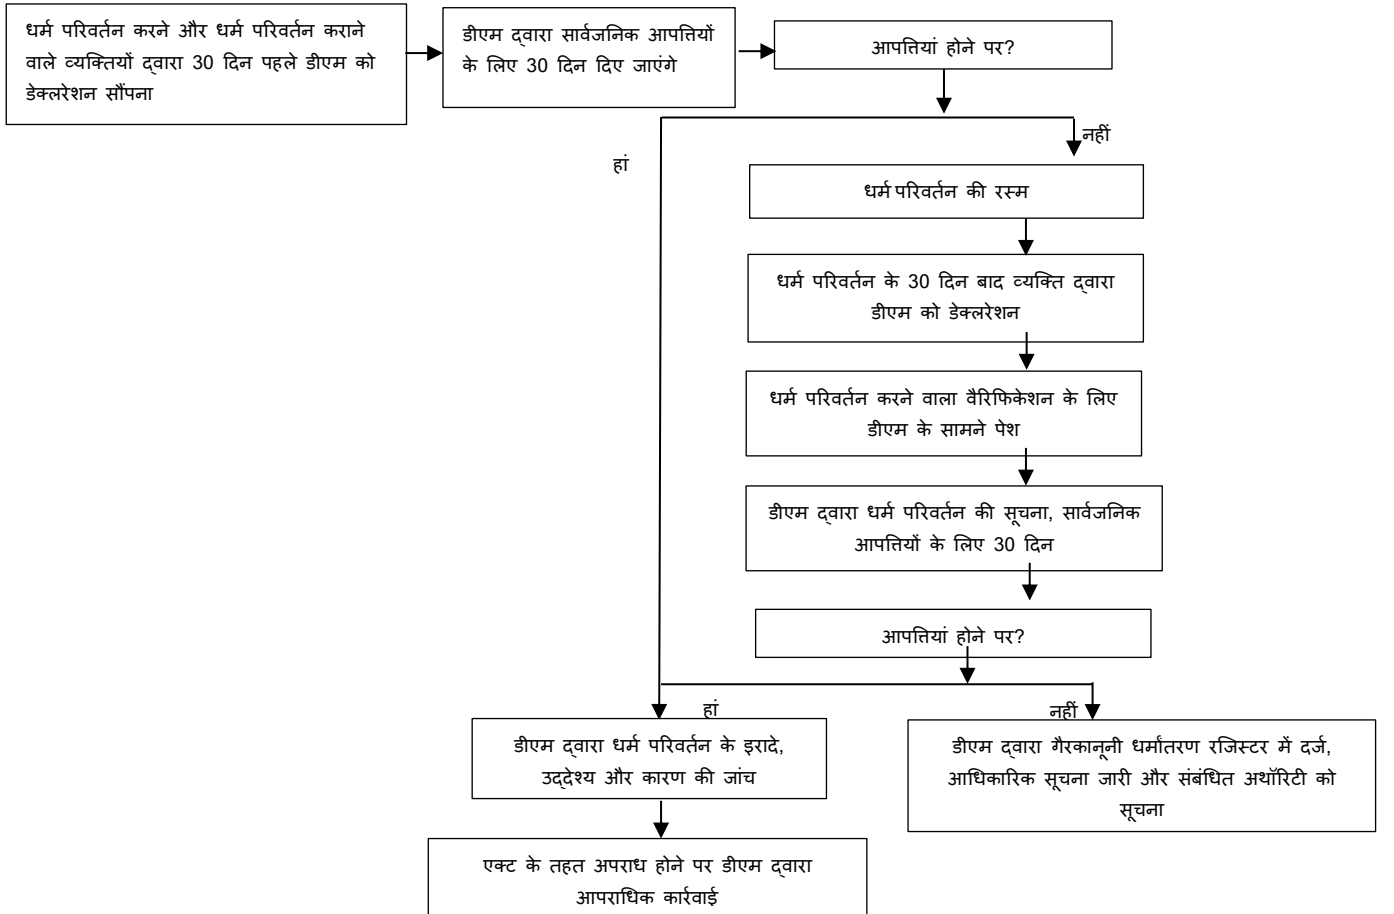 धर्म परिवर्तन करने और धर्म परिवर्तन कराने
वाले व्यक्तियों द्वारा 30 दिन पहले डीएम को
डेक्लरेशन सौंपना
डीएम द्वारा सार्वजनिक आपत्तियों
के लिए 30 दिन दिए जाएंगे
आपत्तियां होने पर?
नहीं
हां
धर्म परिवर्तन की रस्म
धर्म परिवर्तन के 30 दिन बाद व्यक्ति द्वारा
डीएम को डेक्लरेशन
धर्म परिवर्तन करने वाला वैरिफिकेशन के लिए
डीएम के सामने पेश
डीएम द्वारा धर्म परिवर्तन की सूचना, सार्वजनिक
आपत्तियों के लिए 30 दिन
आपत्तियां होने पर?
हां
नहीं
डीएम द्वारा धर्म परिवर्तन के इरादे,
उद्देश्य और कारण की जांच
डीएम द्वारा गैरकानूनी धर्मांतरण रजिस्टर में दर्ज,
आधिकारिक सूचना जारी और संबंधित अथॉरिटी को
सूचना
एक्ट के तहत अपराध होने पर डीएम द्वारा
आपराधिक कार्रवाई